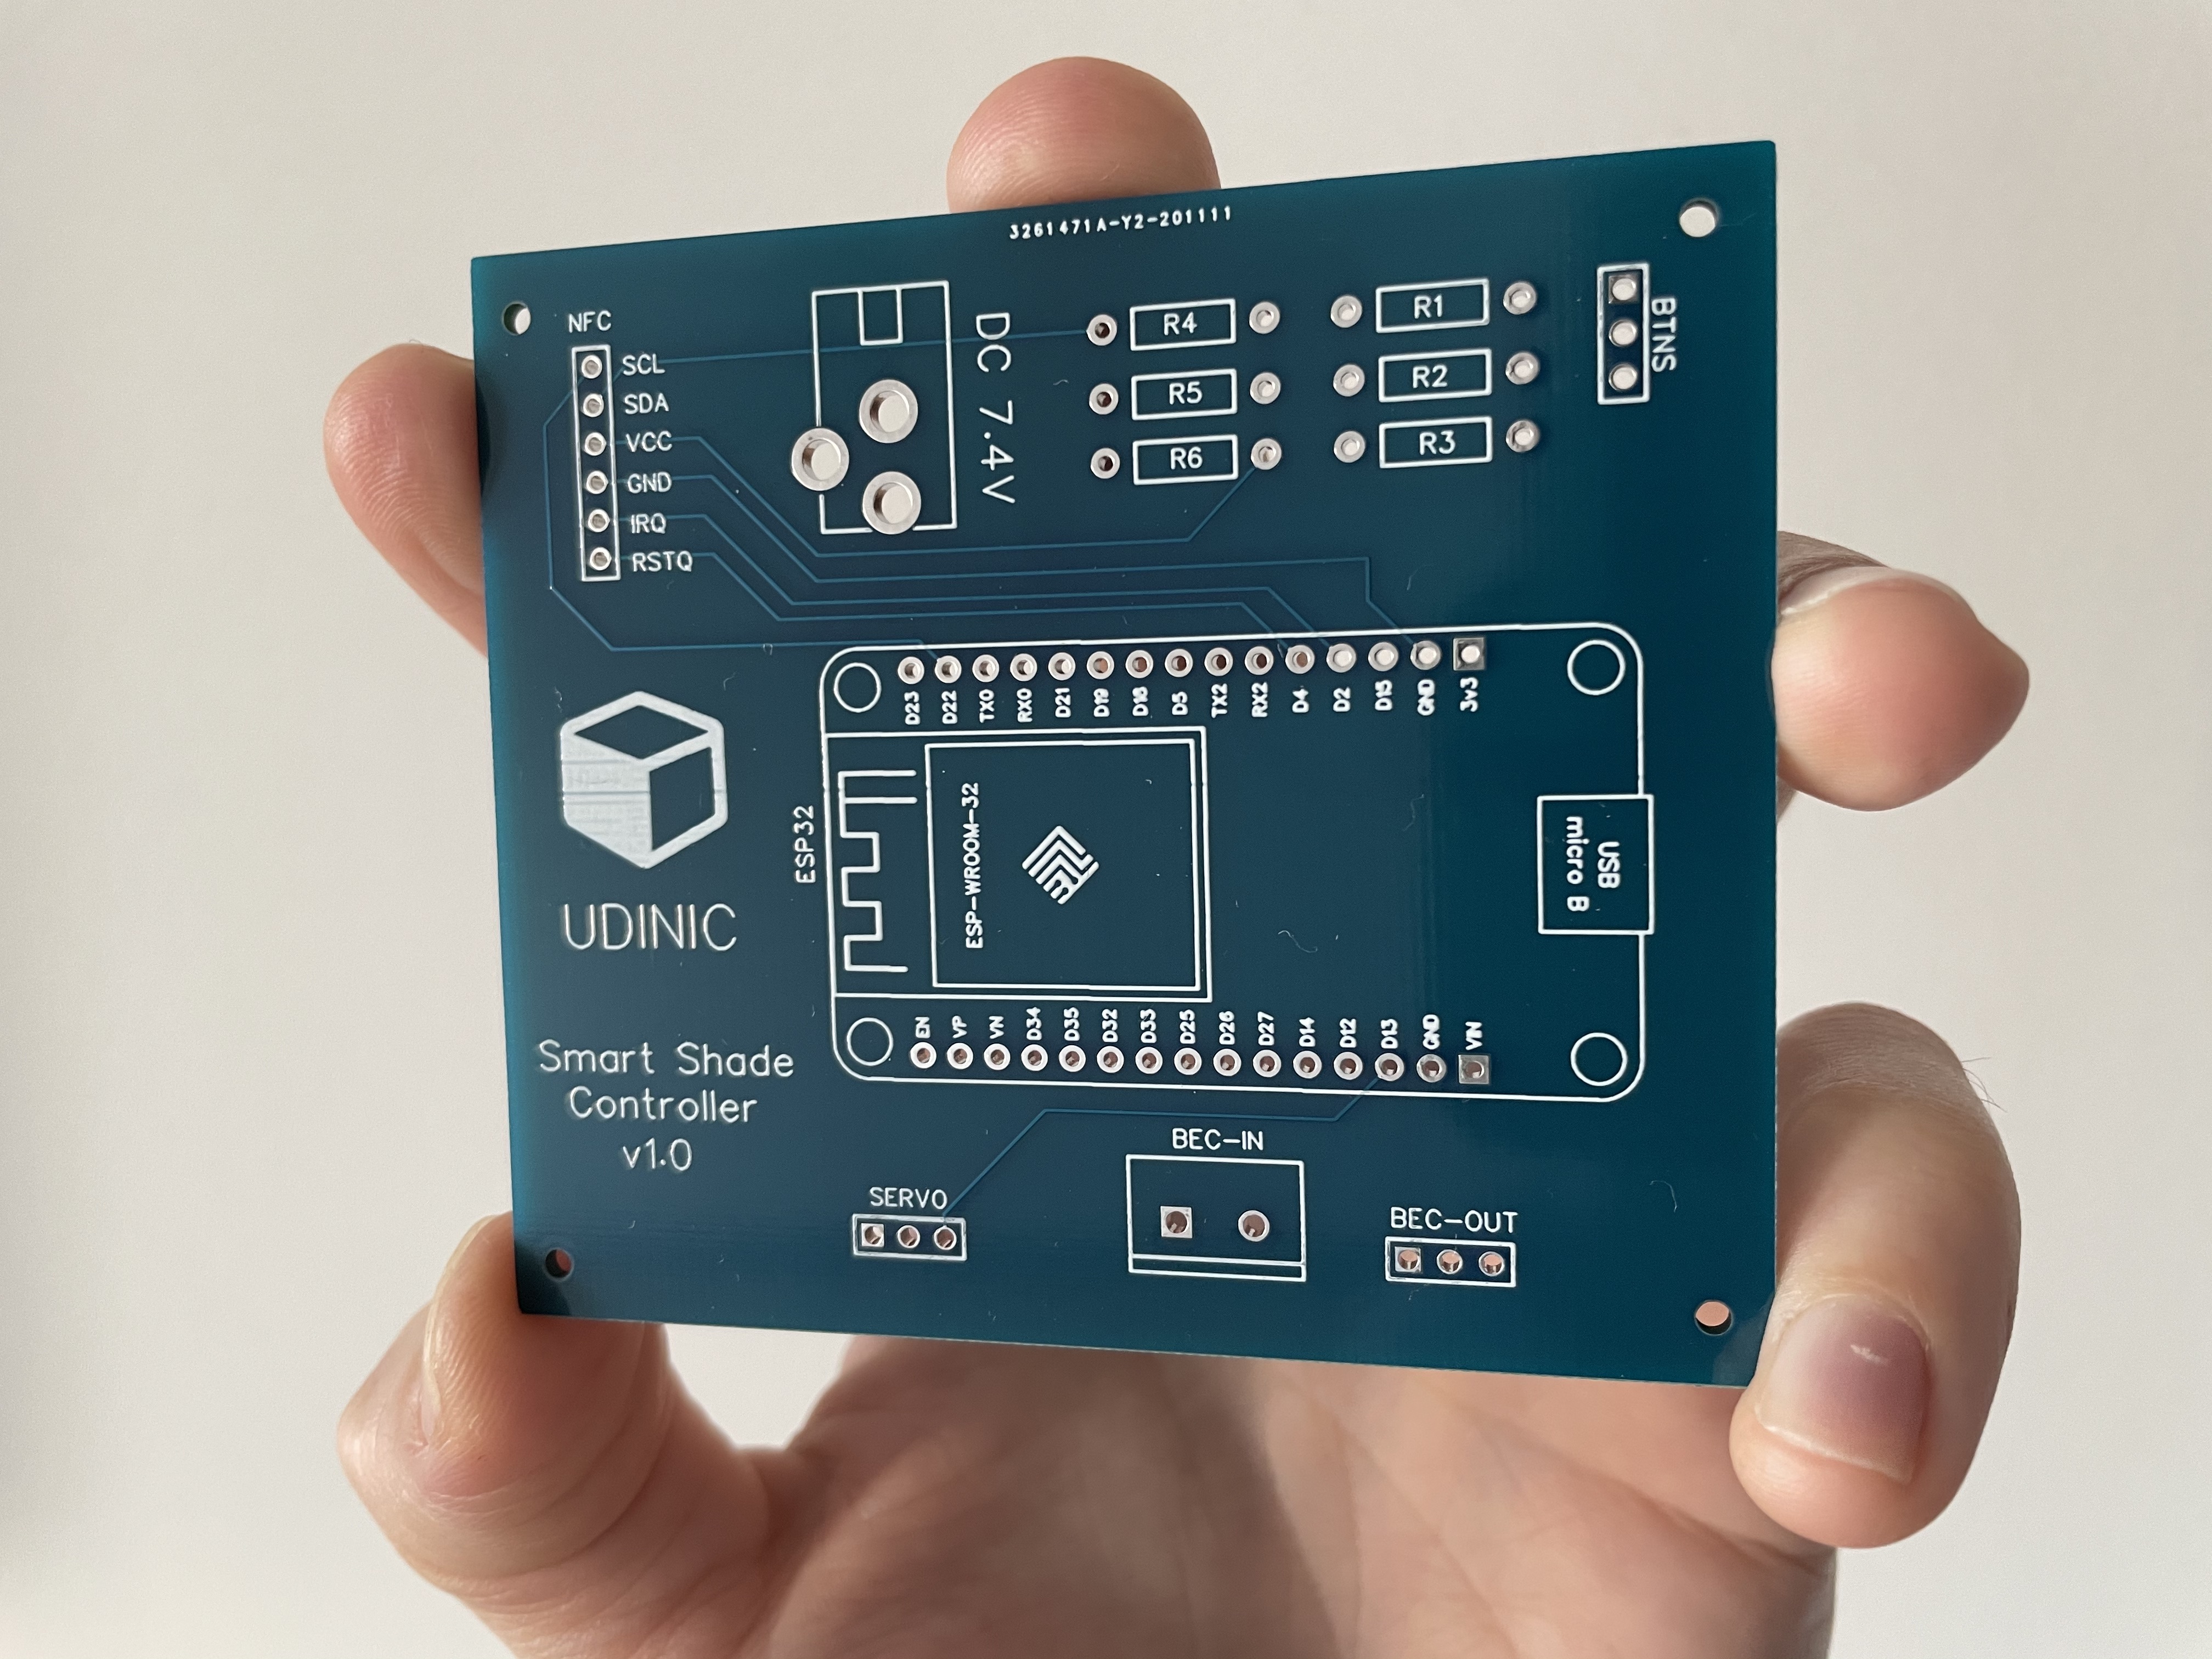 3261471A-Y2-201111
NFC
SCL
SDA
VCC
GND
IRQ
RSTQ
DC 7.4V
R4
R5
R6
R1
R2
R3
BTNS
D23
D22
TX0
RX0
D21
D19
D18
D5
TX2
RX2
D4
D2
D15
GND
3v3
ESP32
ESP-WROOM-32
USB
micro B
UDINIC
Smart Shade
Controller
v1.0
EN
VP
VN
D34
D35
D32
D33
D25
D26
D27
D14
D12
D13
GND
VIN
SERVO
BEC-IN
BEC-OUT